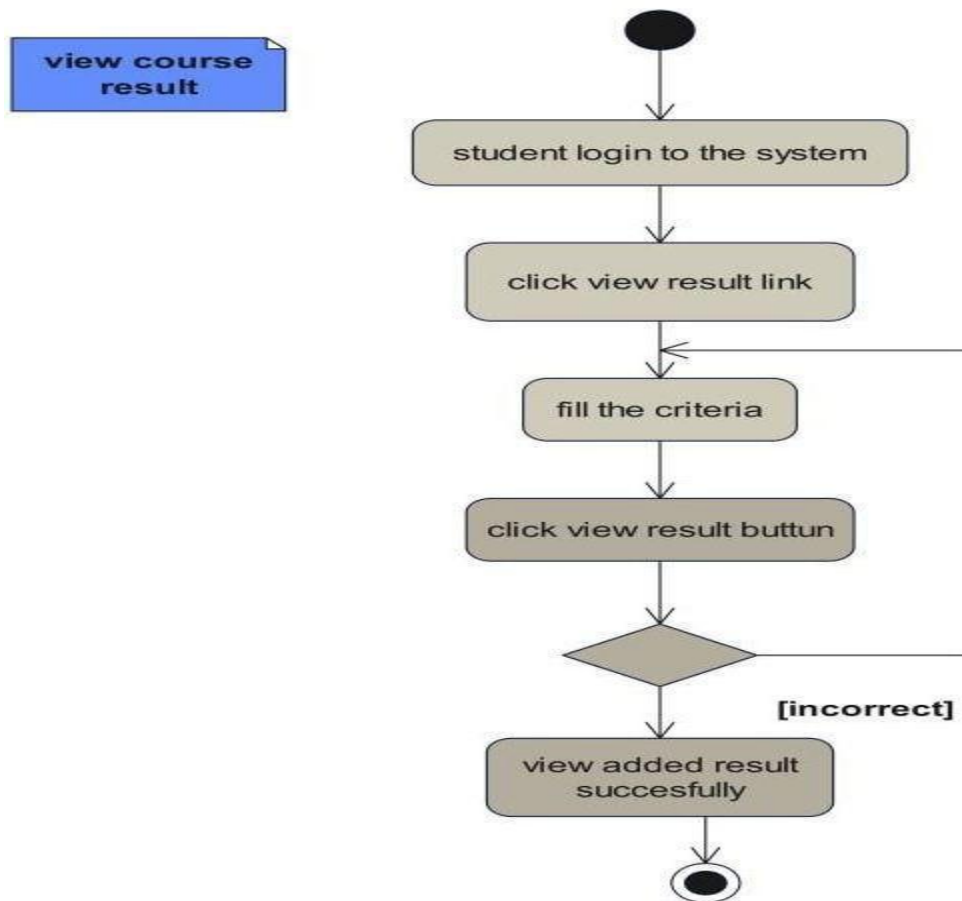 view course
result
student login to the system
click view result link
fill the criteria
click view result buttun
[incorrect]
view added result
succesfully